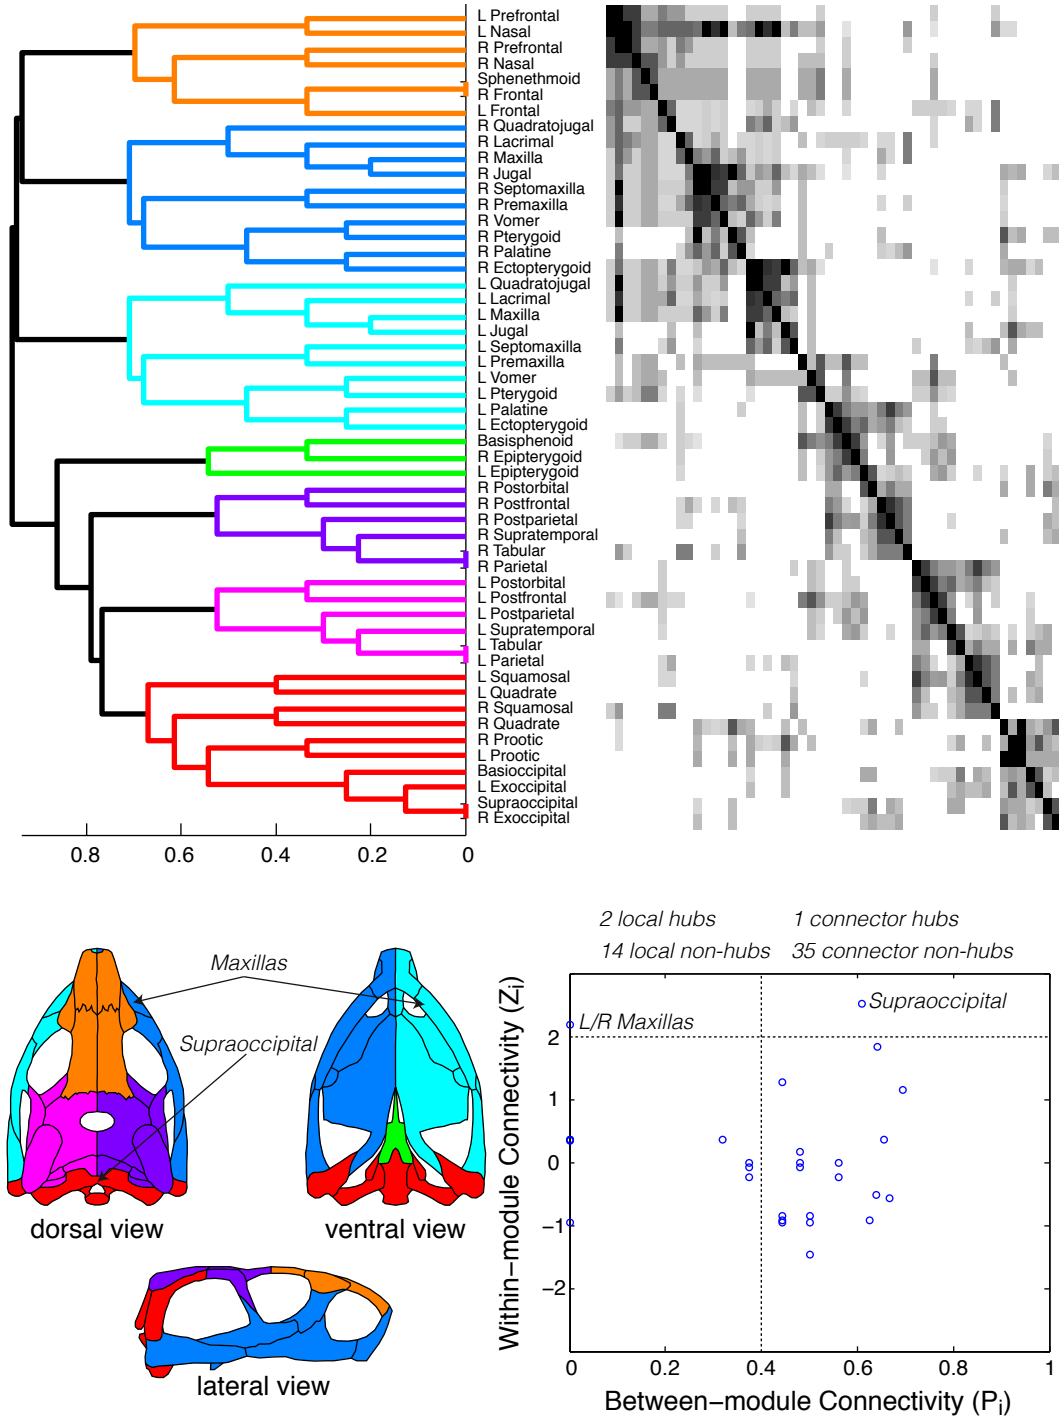 L Prefrontal
L Nasal
R Prefrontal
R Nasal
Sphenethmoid
R Frontal
L Frontal
R Quadratojugal
R Lacrimal
R Maxilla
R Jugal
R Septomaxilla
R Premaxilla
R Vomer
R Pterygoid
R Palatine
R Ectopterygoid
L Quadratojugal
L Lacrimal
L Maxilla
L Jugal
L Septomaxilla
L Premaxilla
L Vomer
L Pterygoid
L Palatine
L Ectopterygoid
Basisphenoid
R Epipterygoid
L Epipterygoid
R Postorbital
R Postfrontal
R Postparietal
R Supratemporal
R Tabular
R Parietal
L Postorbital
L Postfrontal
L Postparietal
L Supratemporal
L Tabular
L Parietal
L Squamosal
L Quadrate
R Squamosal
R Quadrate
R Prootic
L Prootic
Basioccipital
L Exoccipital
Supraoccipital
R Exoccipital
0.8 0.6 0.4 0.2 0
Maxillas
Supraoccipital
dorsal view
ventral view
lateral view
2 local hubs 1 connector hubs
14 local non-hubs 35 connector non-hubs
Supraoccipital
L/R Maxillas
2
1
0
−1
−2
Within−module Connectivity (Zi)
0 0.2 0.4 0.6 0.8 1
Between−module Connectivity (Pi)